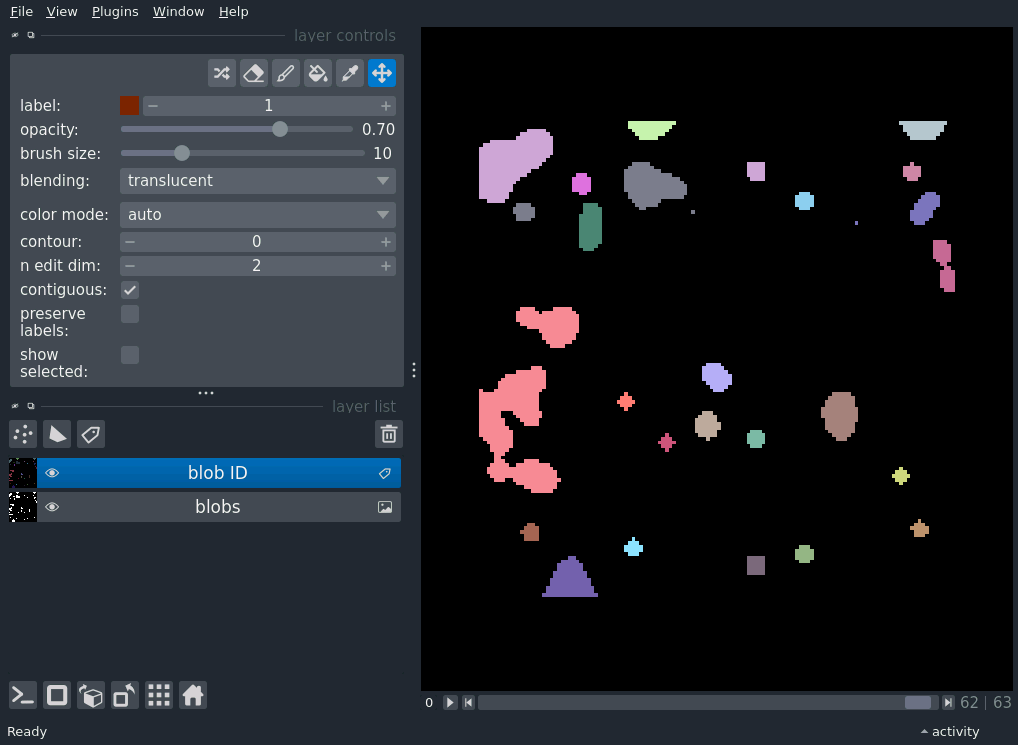 File View Plugins Window Help
layer controls
label: 1
opacity: 0.70
brush size: 10
blending: translucent
color mode: auto
contour: 0
n edit dim: 2
contiguous:
preserve
labels:
show
selected:
layer list
blob ID
blobs
0 62 | 63
Ready activity